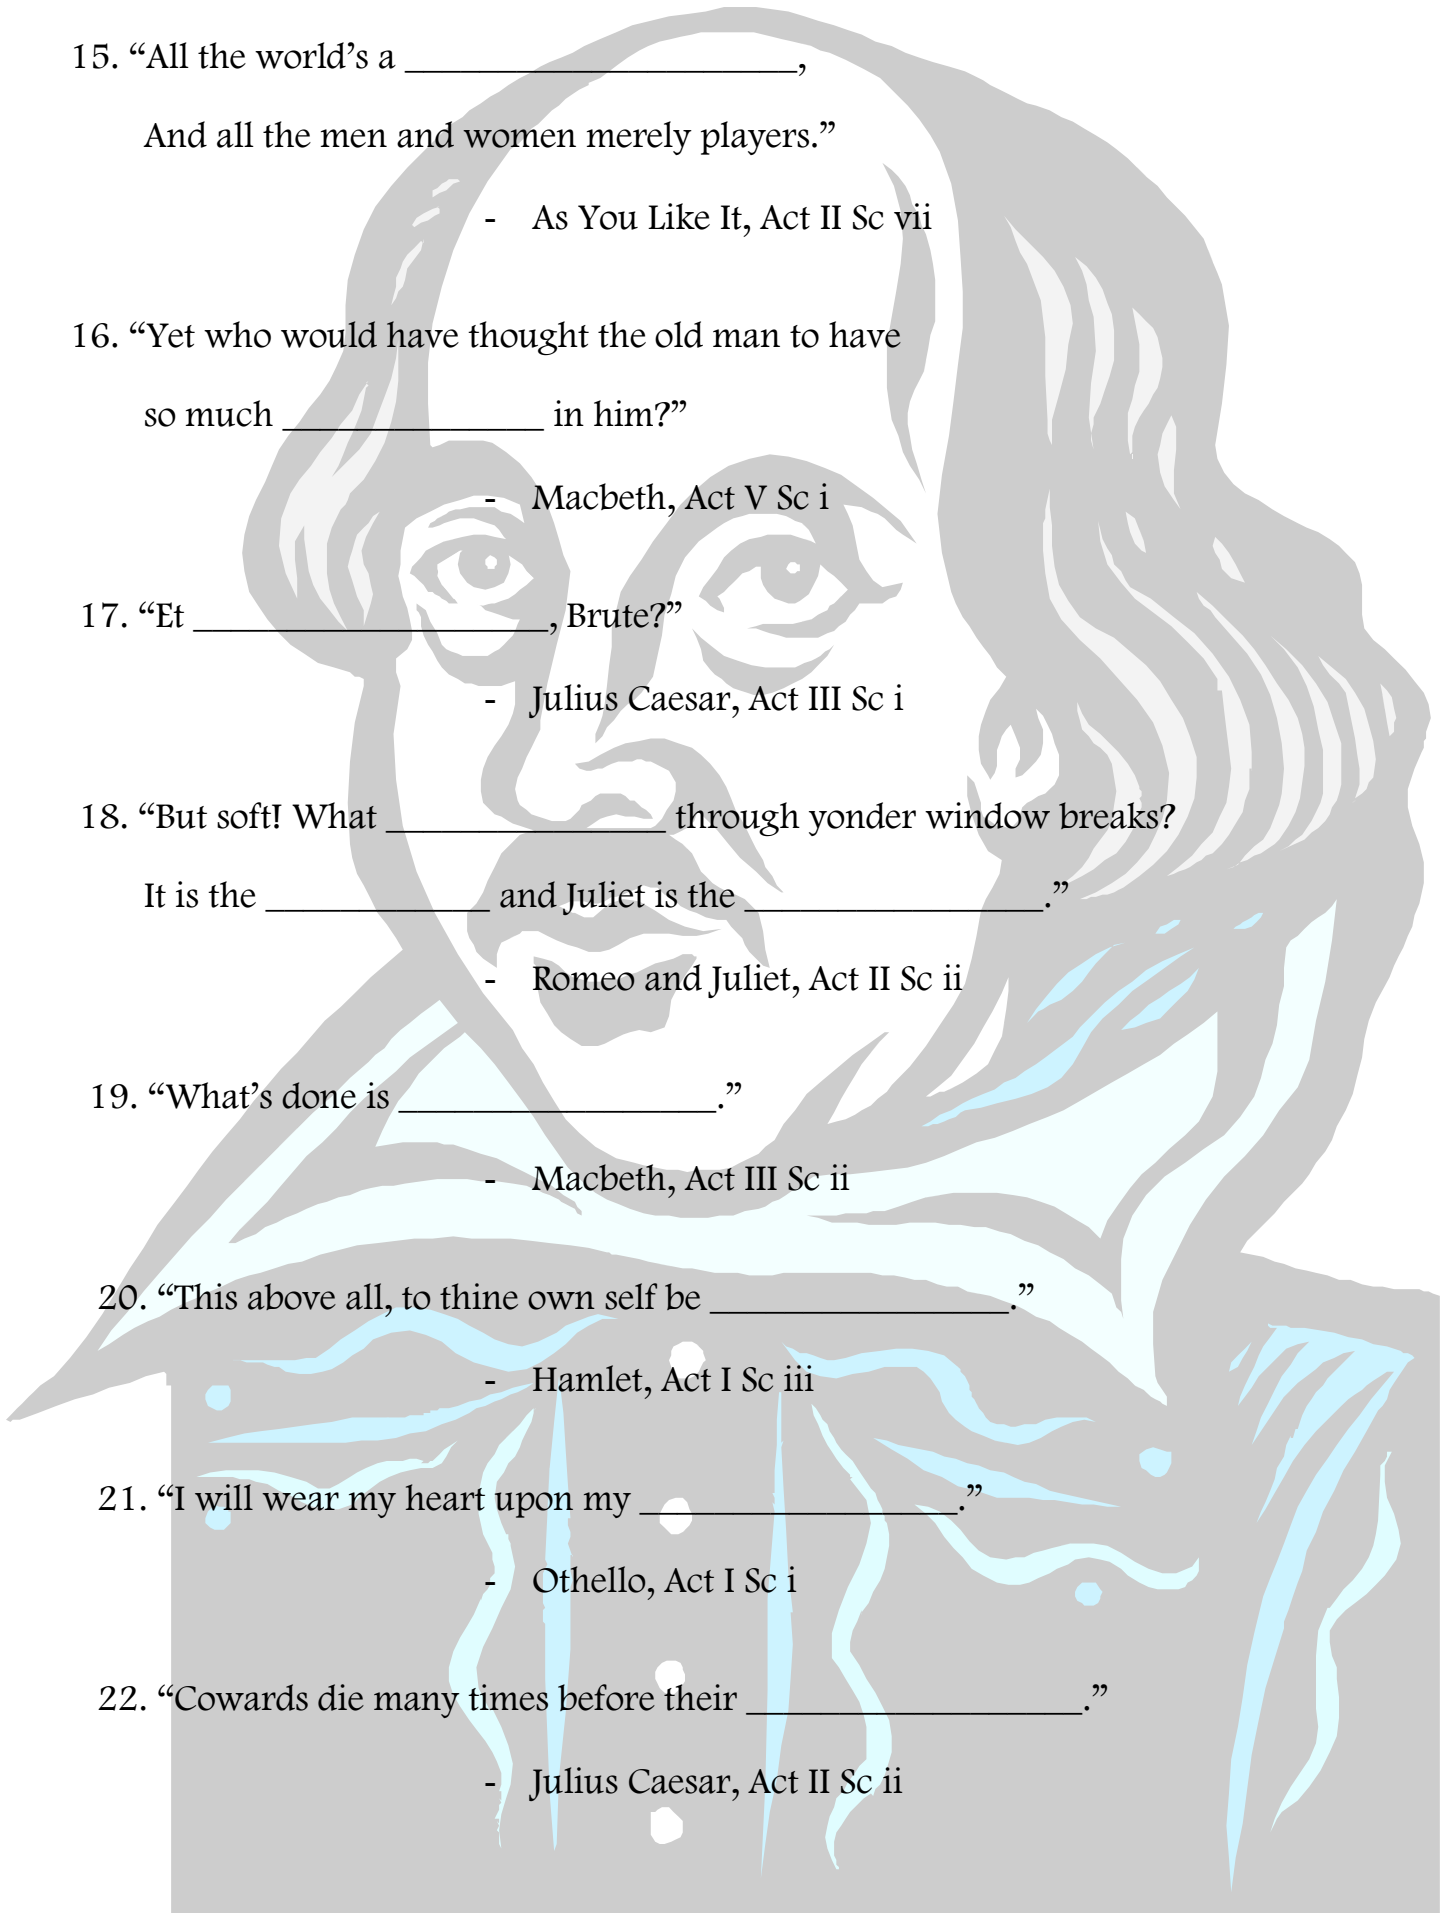 15. “All the world’s a _____________________,
And all the men and women merely players.”
- As You Like It, Act II Sc vii
16. “Yet who would have thought the old man to have
so much ______________ in him?”
- Macbeth, Act V Sc i
17. “Et ___________________, Brute?”
- Julius Caesar, Act III Sc i
18. “But soft! What _______________ through yonder window breaks?
It is the ____________ and Juliet is the ________________.”
- Romeo and Juliet, Act II Sc ii
19. “What’s done is _________________.”
- Macbeth, Act III Sc ii
20. “This above all, to thine own self be ________________.”
- Hamlet, Act I Sc iii
21. “I will wear my heart upon my _________________.”
- Othello, Act I Sc i
22. “Cowards die many times before their __________________.”
- Julius Caesar, Act II Sc ii